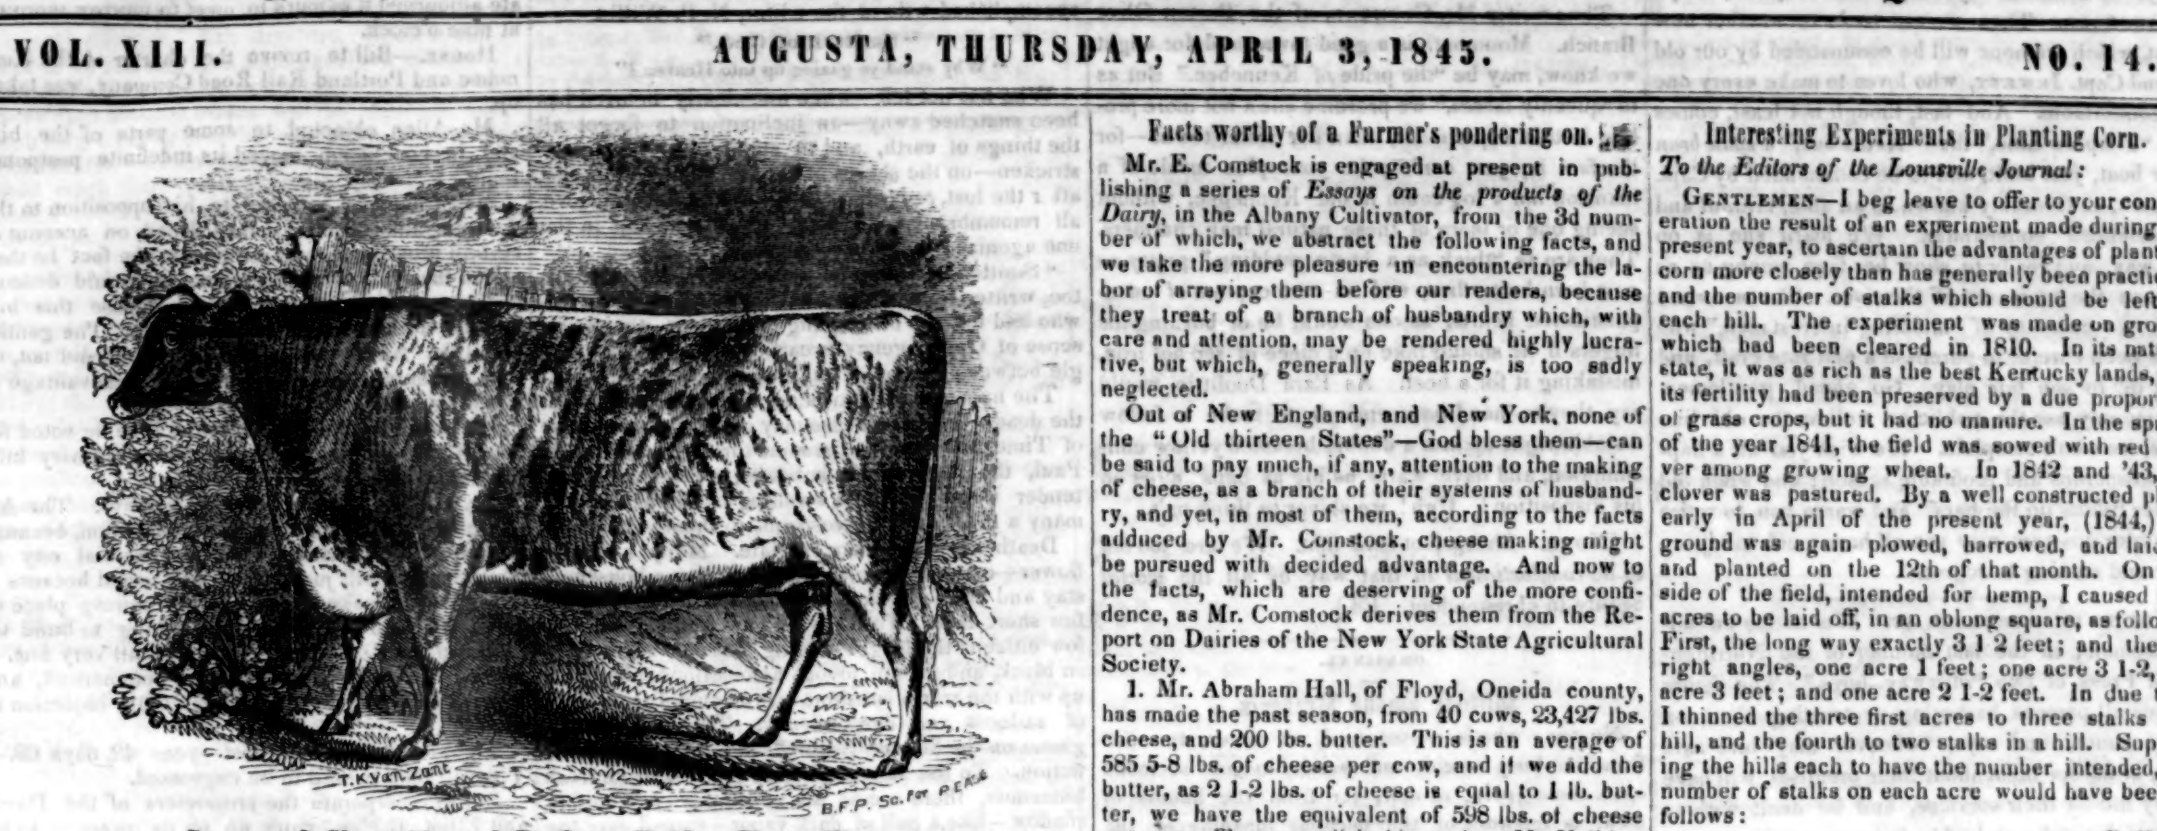 VOL. XIII.
AUGUSTA, THURSDAY, APRIL 3, 1845.
NO. 14.
T.K.Van Zant
B.F.P. Sc. for
Facts worthy of a Farmer's pondering on.
Mr. E. Comstock is engaged at present in pub-
lishing a series of Essays on the products of the
Dairy, in the Albany Cultivator, from the 3d num-
ber of which, we abstract the following facts, and
we take the more pleasure in encountering the la-
bor of arraying them before our renders, because
they treat of a branch of husbandry which, with
care and attention, may be rendered highly lucra-
tive, but which, generally speaking, is too sadly
neglected.
Out of New England, and New York, none of
the "Old thirteen States"—God bless them—can
be said to pay much, if any, attention to the making
of cheese, as a branch of their systems of husband-
ry, and yet, in most of them, according to the facts
adduced by Mr. Comstock, cheese making might
be pursued with decided advantage. And now to
the facts, which are deserving of the more confi-
dence, as Mr. Comstock derives them from the Re-
port on Dairies of the New York State Agricultural
Society.
1. Mr. Abraham Hall, of Floyd, Oneida county,
has made the past season, from 40 cows, 23,427 lbs.
cheese, and 200 lbs. butter. This is an average of
585 5-8 lbs. of cheese per cow, and if we add the
butter, as 2 1-2 lbs. of cheese is equal to 1 lb. but-
ter, we have the equivalent of 598 lbs. of cheese
Interesting Experiments in Planting Corn.
To the Editors of the Louisville Journal:
GENTLEMEN—I beg leave to offer to your con
eration the result of an experiment made during
present year, to ascertain the advantages of plant
corn more closely than has generally been practi
and the number of stalks which should be left
each hill. The experiment was made on gro
which had been cleared in 1810. In its nat
state, it was as rich as the best Kentucky lands,
its fertility had been preserved by a due propor
of grass crops, but it had no manure. In the spr
of the year 1841, the field was sowed with red
ver among growing wheat. In 1842 and '43,
clover was pastured. By a well constructed pl
early in April of the present year, (1844,)
ground was again plowed, harrowed, and laid
and planted on the 12th of that month. On
side of the field, intended for hemp, I caused
acres to be laid off, in an oblong square, as follo
First, the long way exactly 3 1 2 feet; and the
right angles, one acre 1 feet; one acre 3 1-2,
acre 3 feet; and one acre 2 1-2 feet. In due t
I thinned the three first acres to three stalks
hill, and the fourth to two stalks in a hill. Sup
ing the hills each to have the number intended,
number of stalks on each acre would have bee
follows: